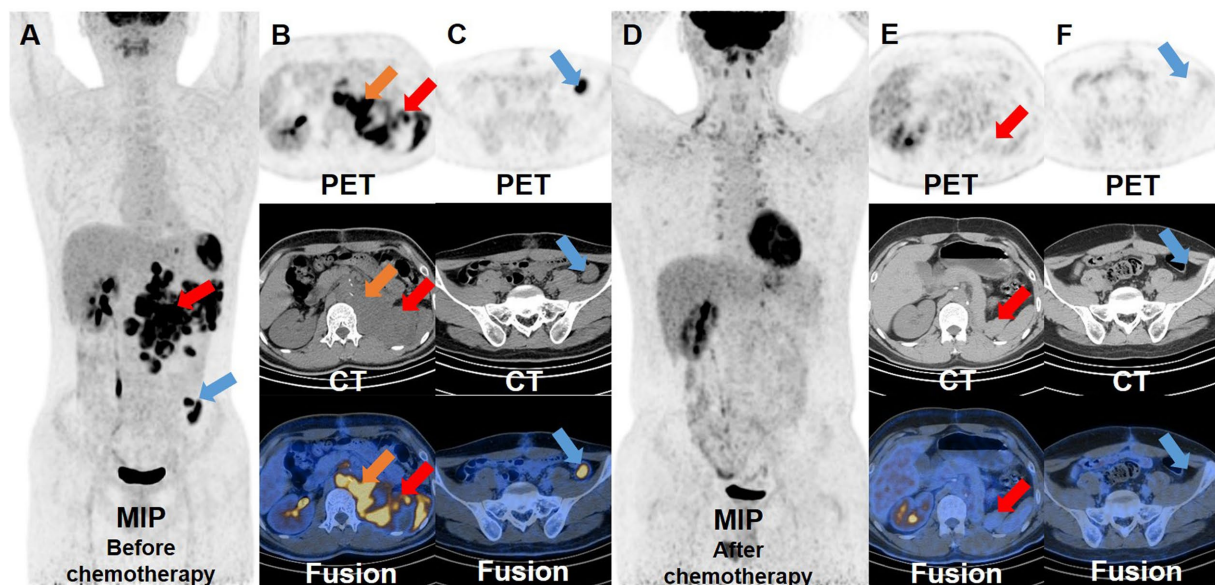 A
B
C
D
E
F
PET
PET
PET
PET
CT
CT
CT
CT
MIP
Before
chemotherapy
Fusion
Fusion
MIP
After
chemotherapy
Fusion
Fusion